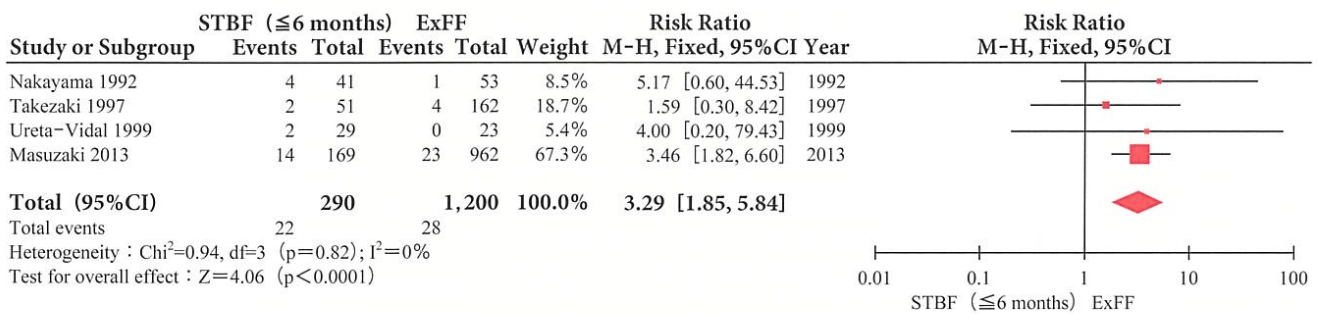 STBF (≦6 months) ExFF Risk Ratio Risk Ratio
Study or Subgroup Events Total Events Total Weight M-H, Fixed, 95%CI Year M-H, Fixed, 95%CI
Nakayama 1992 4 41 1 53 8.5% 5.17 [0.60, 44.53] 1992
Takezaki 1997 2 51 4 162 18.7% 1.59 [0.30, 8.42] 1997
Ureta-Vidal 1999 2 29 0 23 5.4% 4.00 [0.20, 79.43] 1999
Masuzaki 2013 14 169 23 962 67.3% 3.46 [1.82, 6.60] 2013
Total (95%CI) 290 1,200 100.0% 3.29 [1.85, 5.84]
Total events 22 28
Heterogeneity：Chi²=0.94, df=3 (p=0.82); I²=0%
Test for overall effect：Z=4.06 (p<0.0001)
0.01 0.1 1 10 100
STBF (≦6 months) ExFF